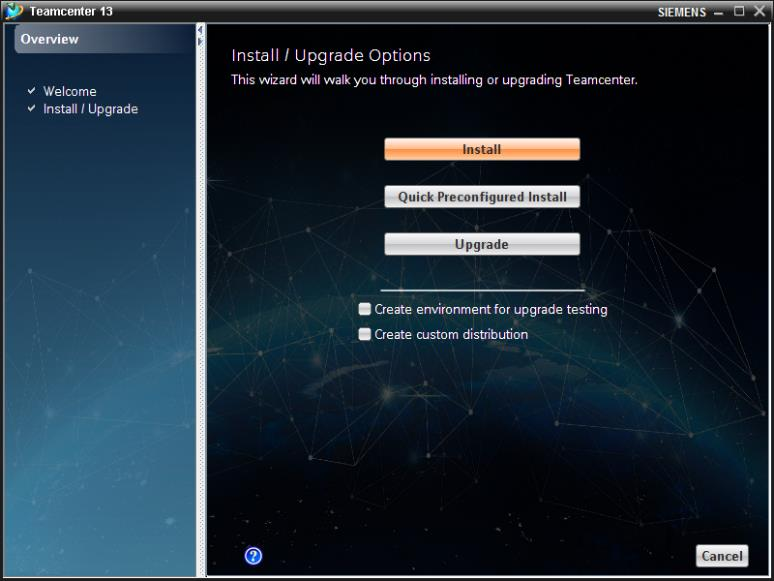 Teamcenter 13
SIEMENS
Overview
Welcome
Install / Upgrade
Install / Upgrade Options
This wizard will walk you through installing or upgrading Teamcenter.
Install
Quick Preconfigured Install
Upgrade
Create environment for upgrade testing
Create custom distribution
?
Cancel